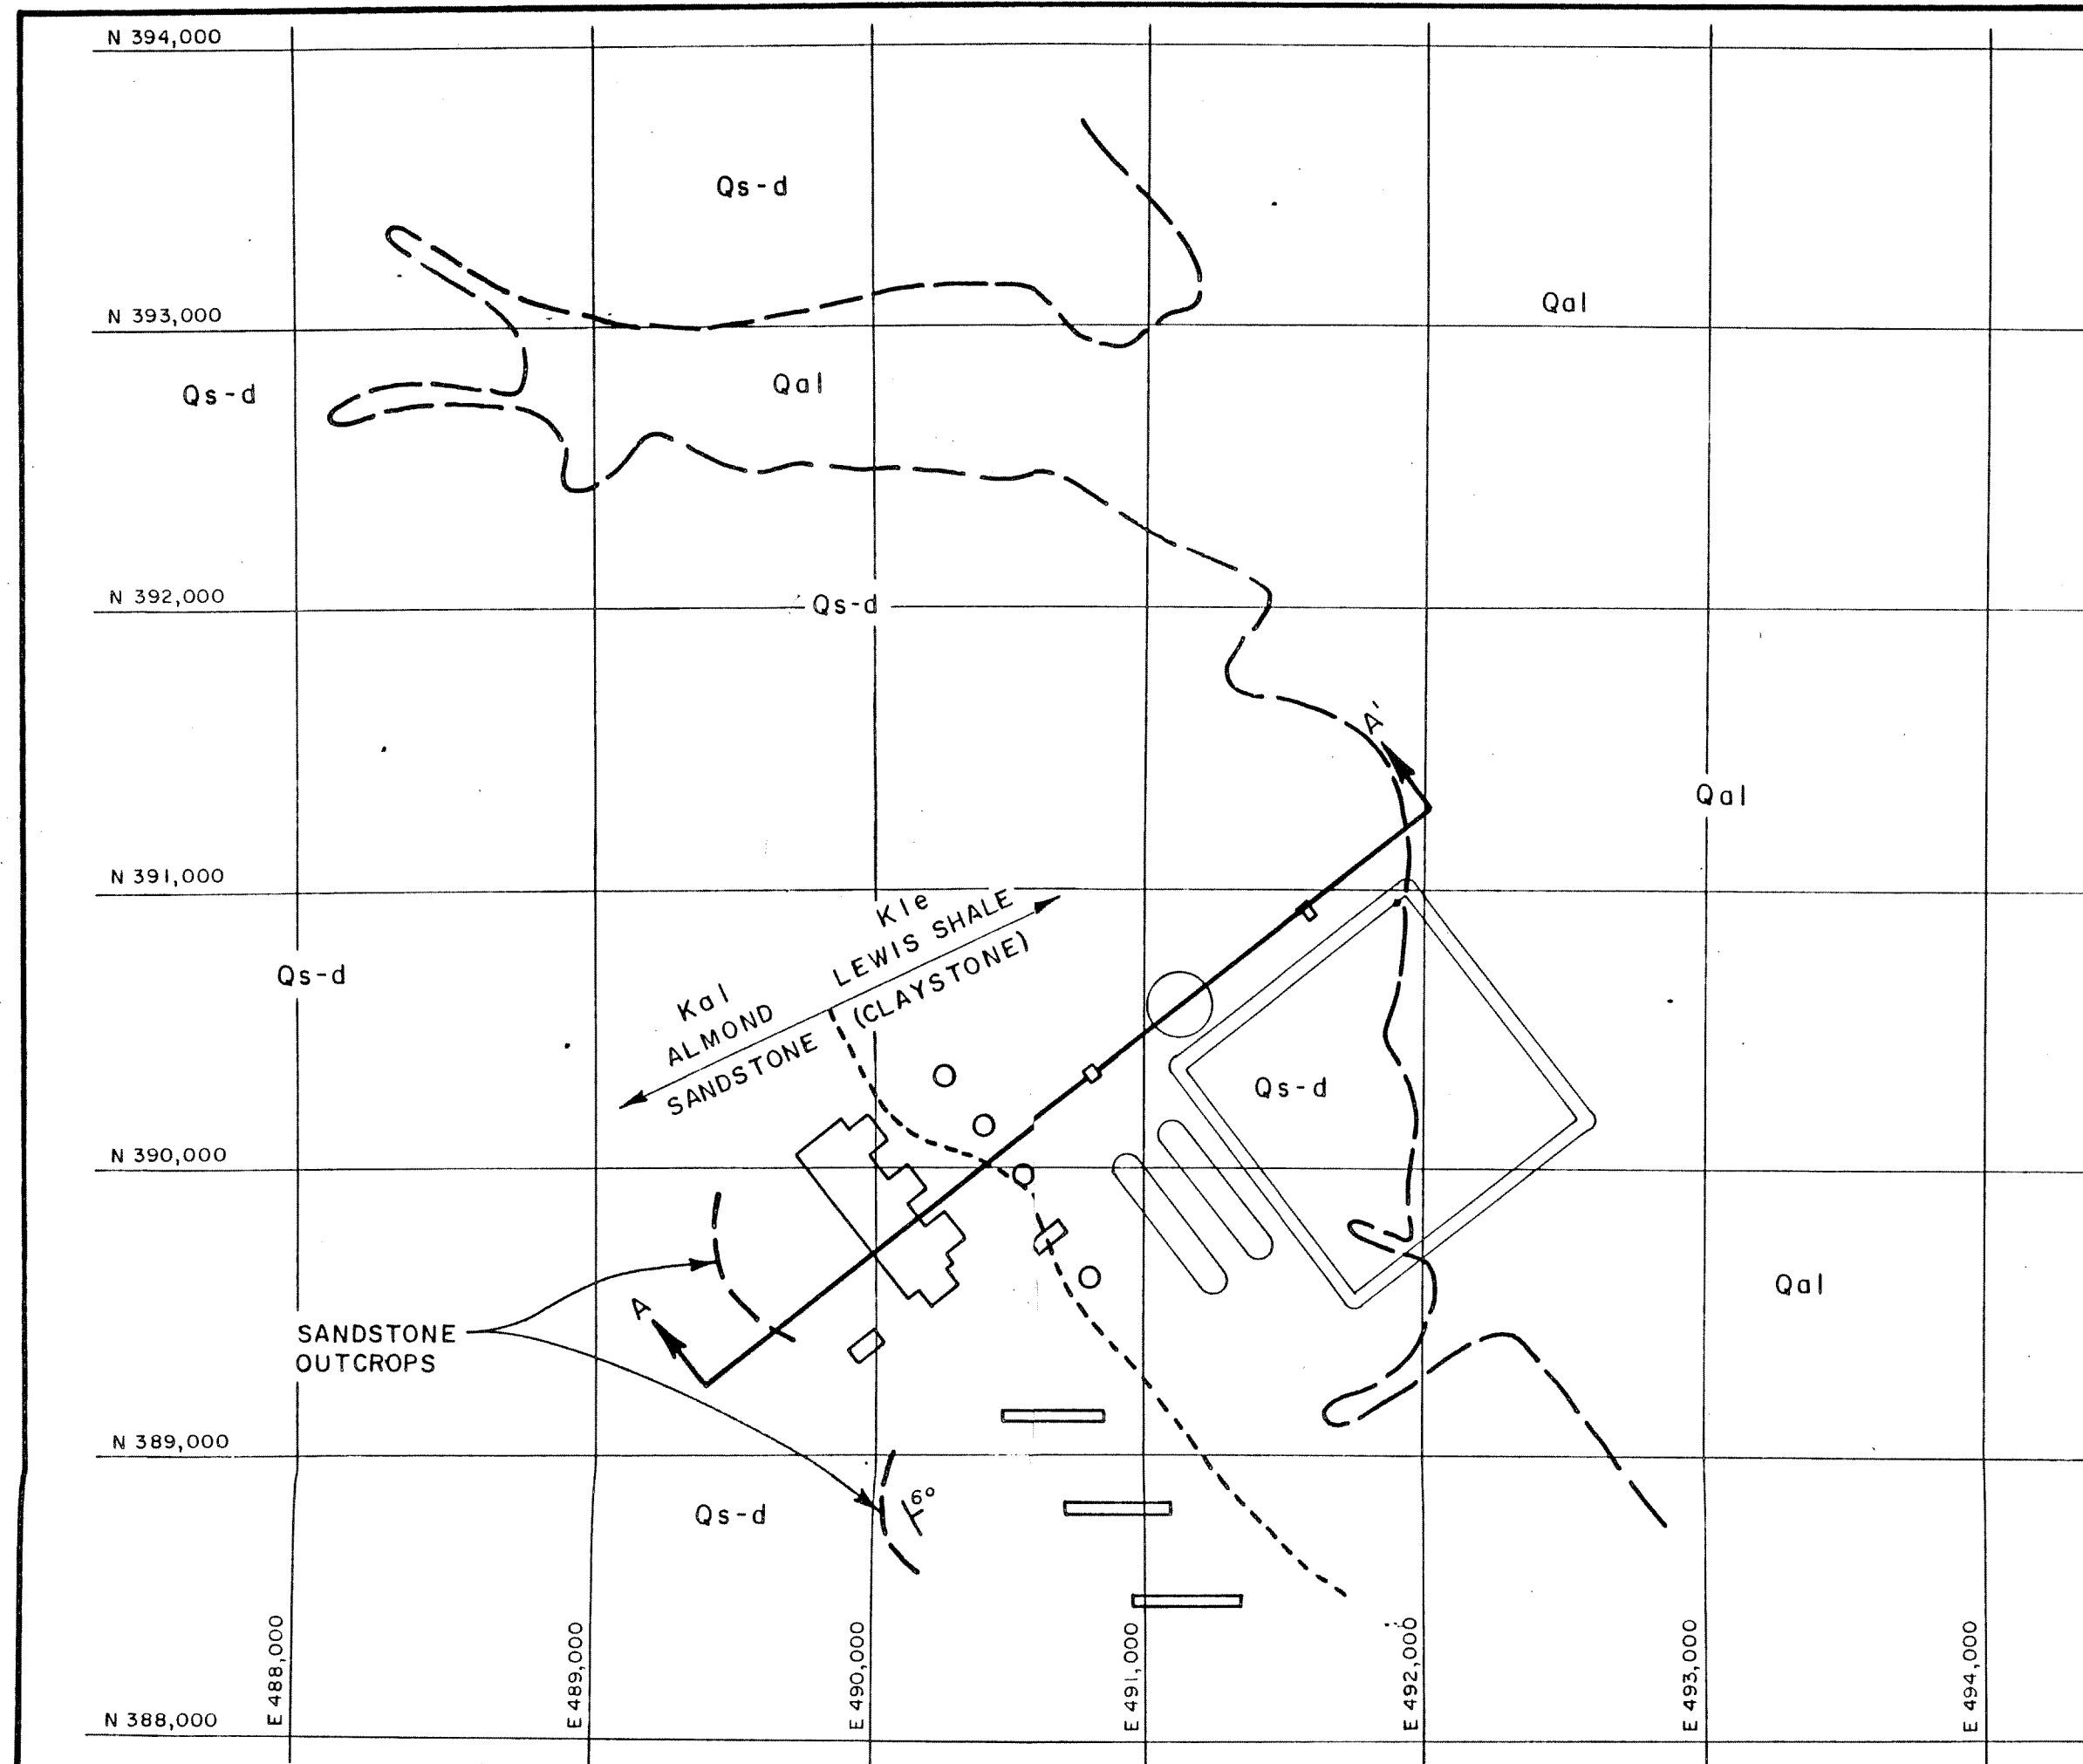 N 394,000
Qs-d
N 393,000
Qal
Qs-d
Qal
N 392,000
Qs-d
A'
Qal
N 391,000
Kle
LEWIS SHALE
(CLAYSTONE)
Kal
ALMOND
SANDSTONE
Qs-d
Qs-d
N 390,000
Qal
A
SANDSTONE
OUTCROPS
N 389,000
6°
Qs-d
N 388,000
E 488,000
E 489,000
E 490,000
E 491,000
E 492,000
E 493,000
E 494,000